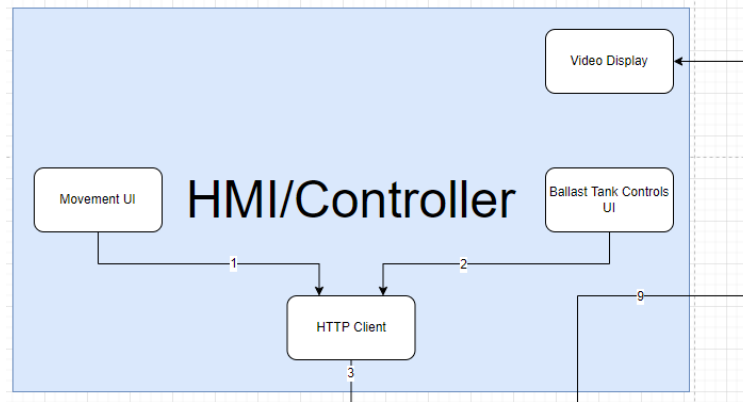 Video Display
Movement UI
HMI/Controller
Ballast Tank Controls
UI
1
2
9
HTTP Client
3